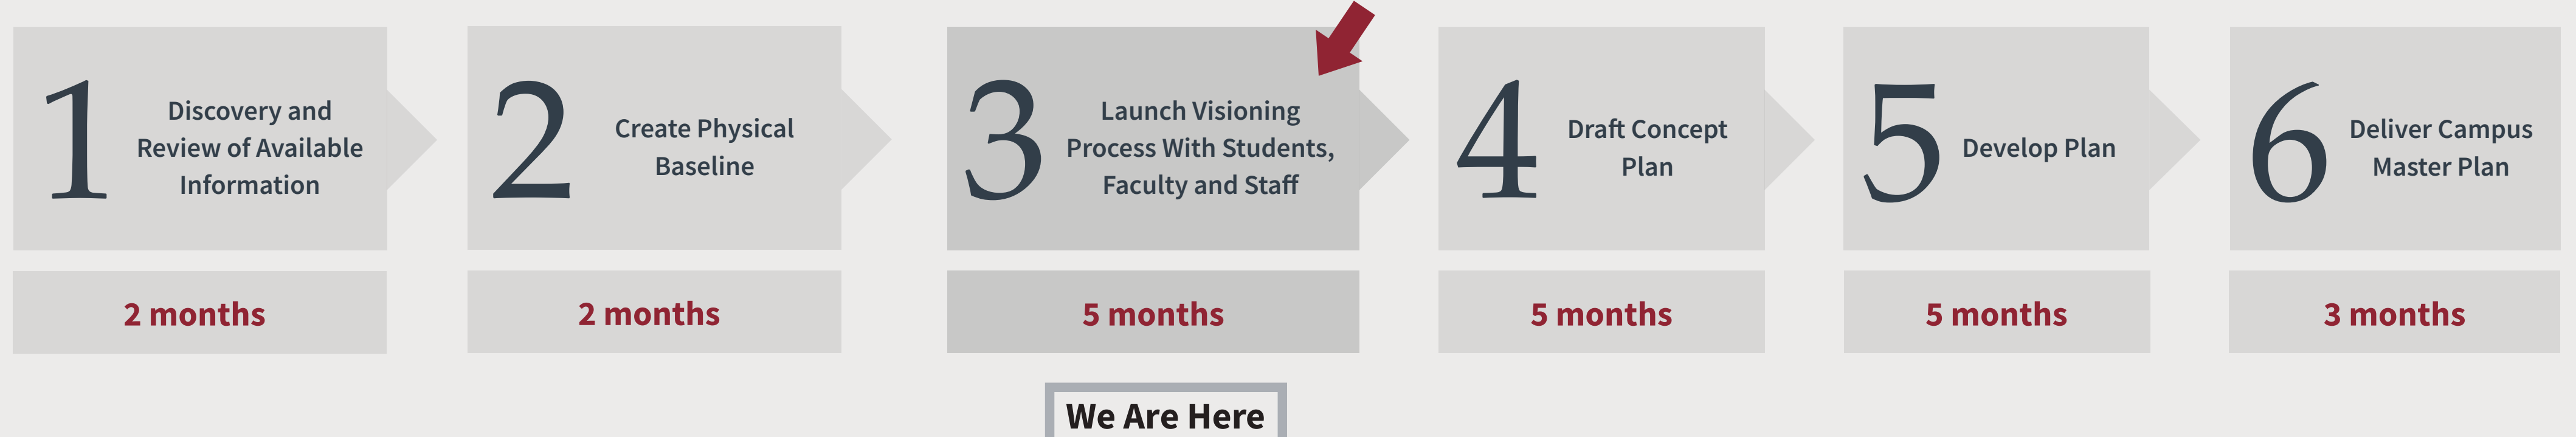 1
Discovery and
Review of Available
Information
2 months
2
Create Physical
Baseline
2 months
3
Launch Visioning
Process With Students,
Faculty and Staff
5 months
We Are Here
4
Draft Concept
Plan
5 months
5
Develop Plan
5 months
6
Deliver Campus
Master Plan
3 months